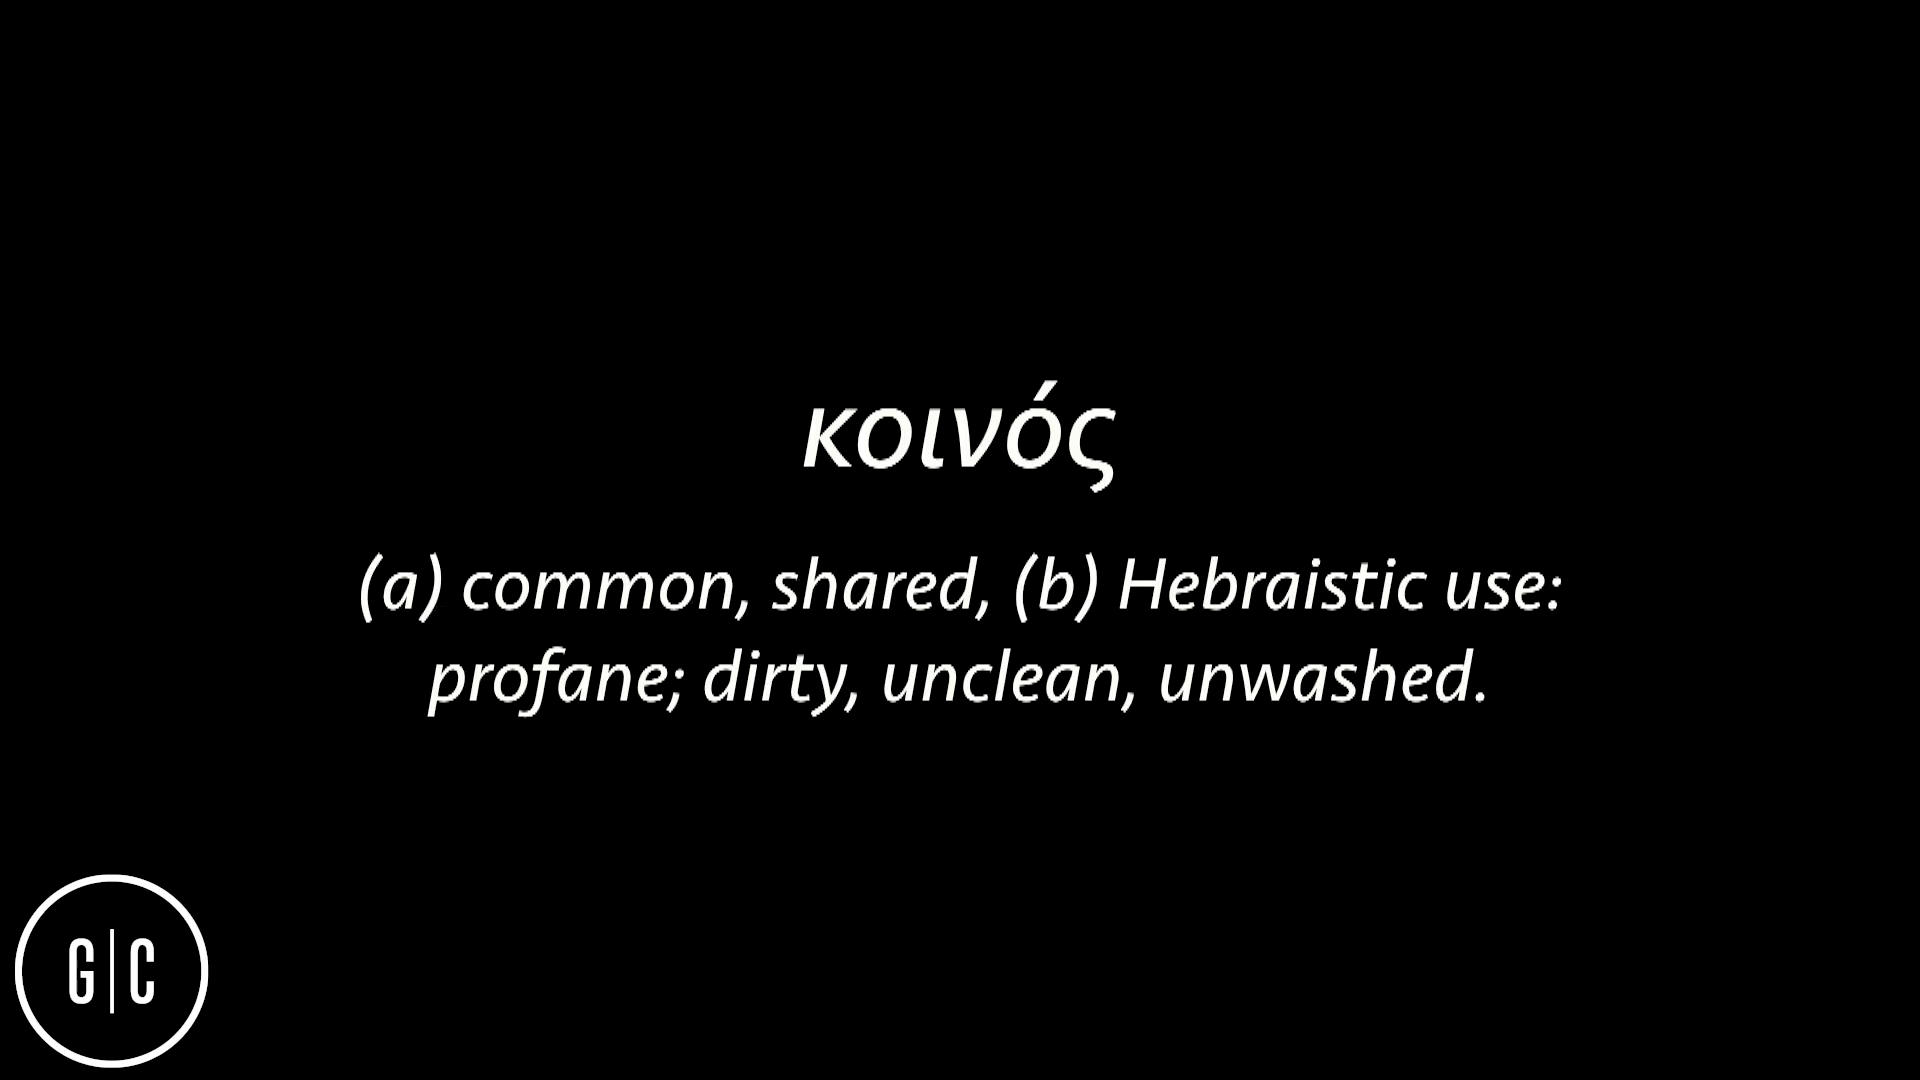 κοινός
(a) common, shared, (b) Hebraistic use:
profane; dirty, unclean, unwashed.
G|C